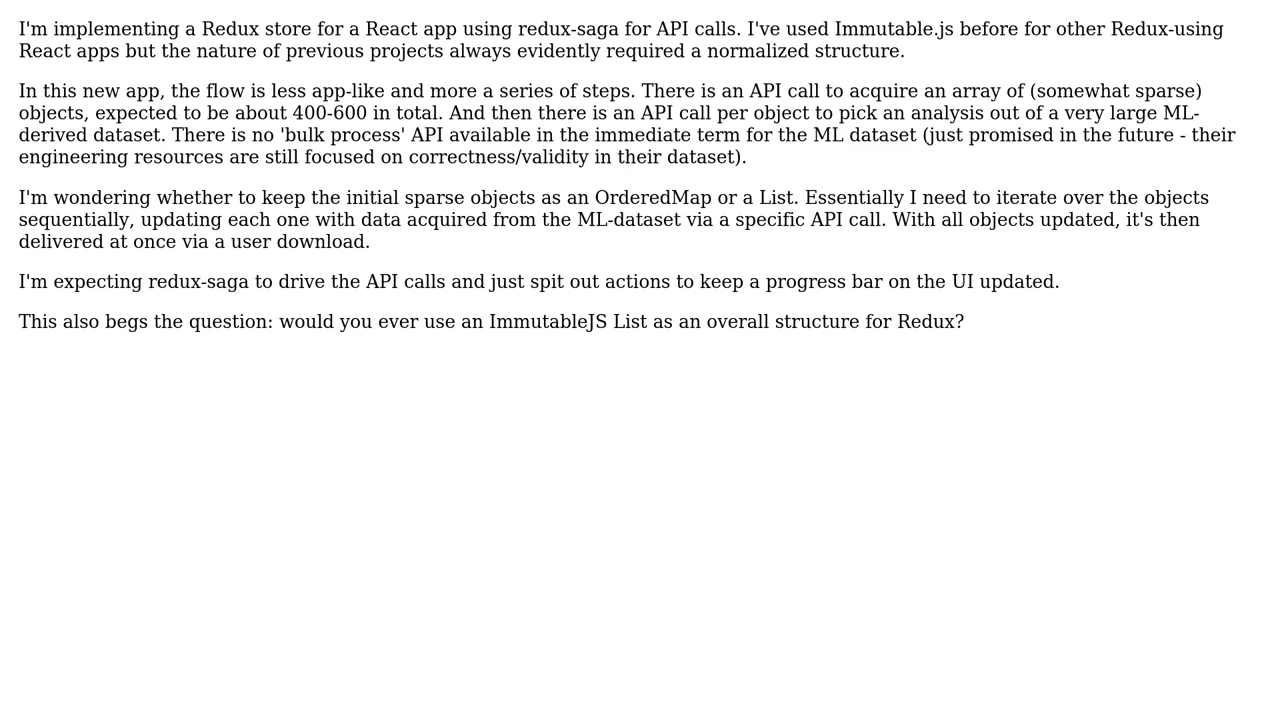 I'm implementing a Redux store for a React app using redux-saga for API calls. I've used Immutable.js before for other Redux-using
React apps but the nature of previous projects always evidently required a normalized structure.
In this new app, the flow is less app-like and more a series of steps. There is an API call to acquire an array of (somewhat sparse)
objects, expected to be about 400-600 in total. And then there is an API call per object to pick an analysis out of a very large ML-
derived dataset. There is no 'bulk process' API available in the immediate term for the ML dataset (just promised in the future - their
engineering resources are still focused on correctness/validity in their dataset).
I'm wondering whether to keep the initial sparse objects as an OrderedMap or a List. Essentially I need to iterate over the objects
sequentially, updating each one with data acquired from the ML-dataset via a specific API call. With all objects updated, it's then
delivered at once via a user download.
I'm expecting redux-saga to drive the API calls and just spit out actions to keep a progress bar on the UI updated.
This also begs the question: would you ever use an ImmutableJS List as an overall structure for Redux?